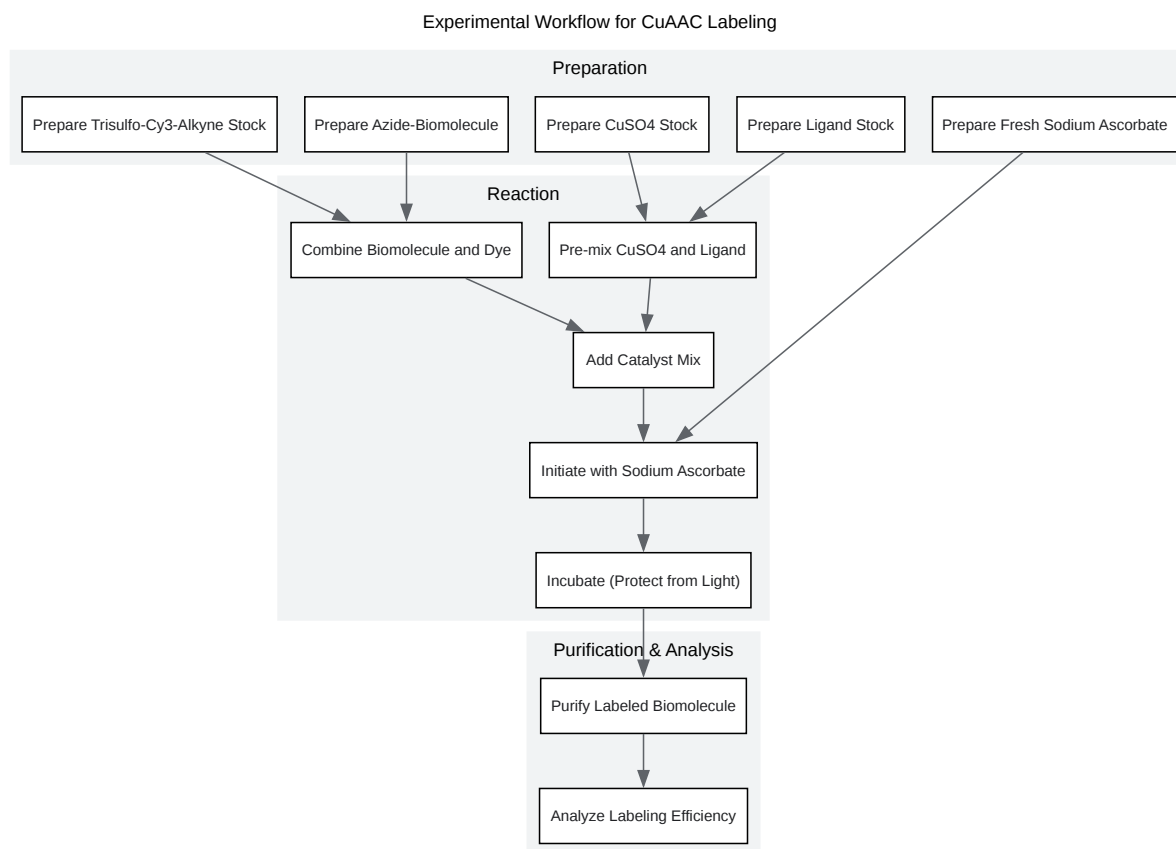 Experimental Workflow for CuAAC Labeling
Preparation
Prepare Trisulfo-Cy3-Alkyne Stock
Prepare Azide-Biomolecule
Prepare CuSO4 Stock
Prepare Ligand Stock
Prepare Fresh Sodium Ascorbate
Reaction
Combine Biomolecule and Dye
Pre-mix CuSO4 and Ligand
Add Catalyst Mix
Initiate with Sodium Ascorbate
Incubate (Protect from Light)
Purification & Analysis
Purify Labeled Biomolecule
Analyze Labeling Efficiency